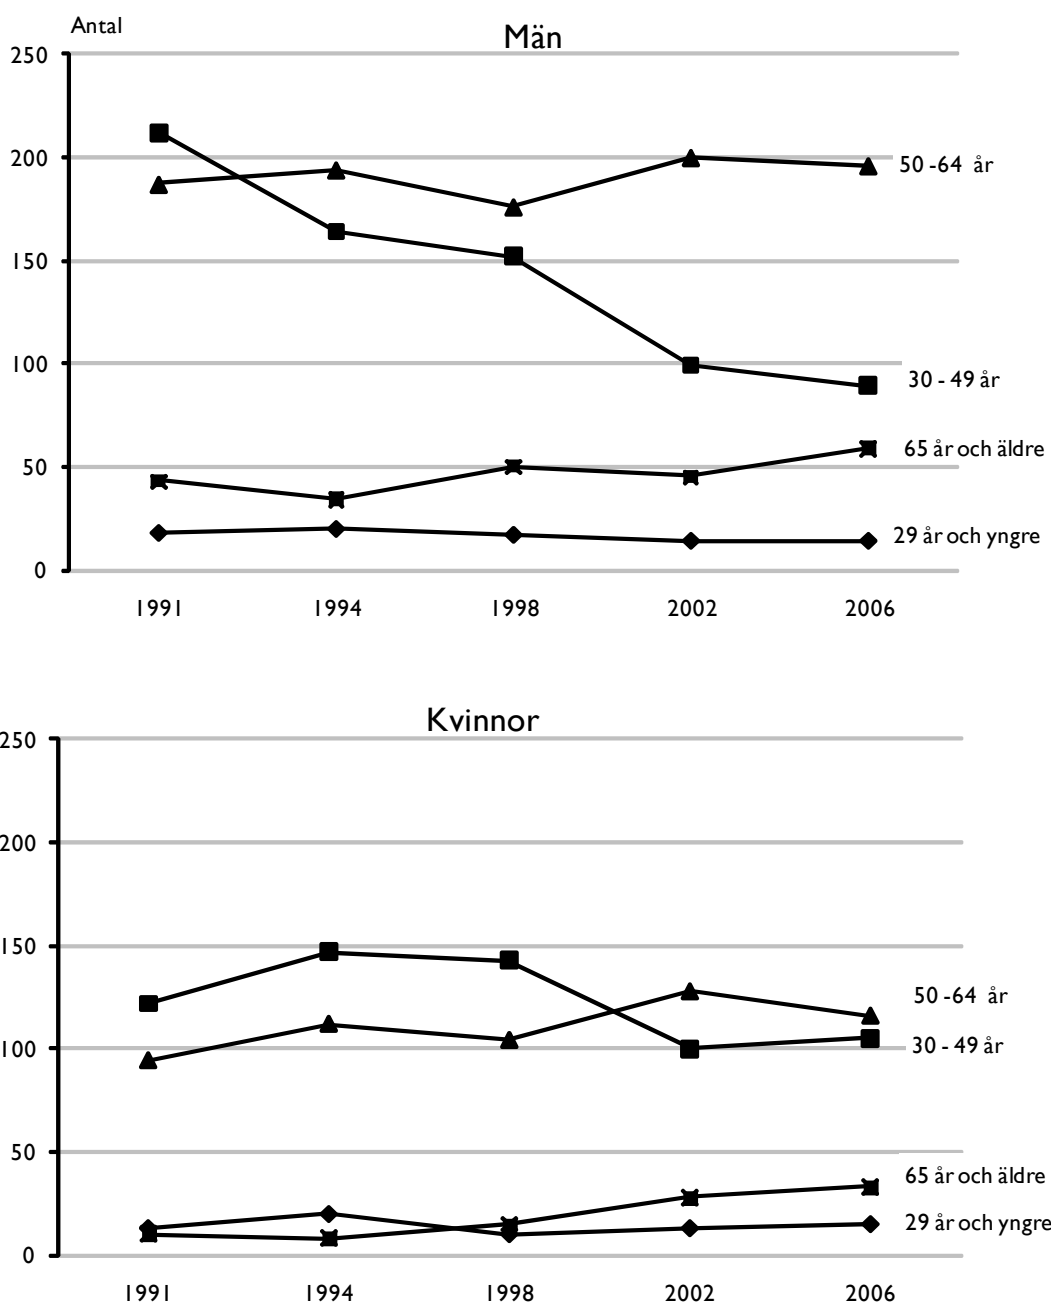 Antal
Män
250
200
50 -64 år
150
100
30 - 49 år
65 år och äldre
50
29 år och yngre
0
1991 1994 1998 2002 2006
Kvinnor
250
200
150
50 -64 år
100
30 - 49 år
50
65 år och äldre
29 år och yngre
0
1991 1994 1998 2002 2006